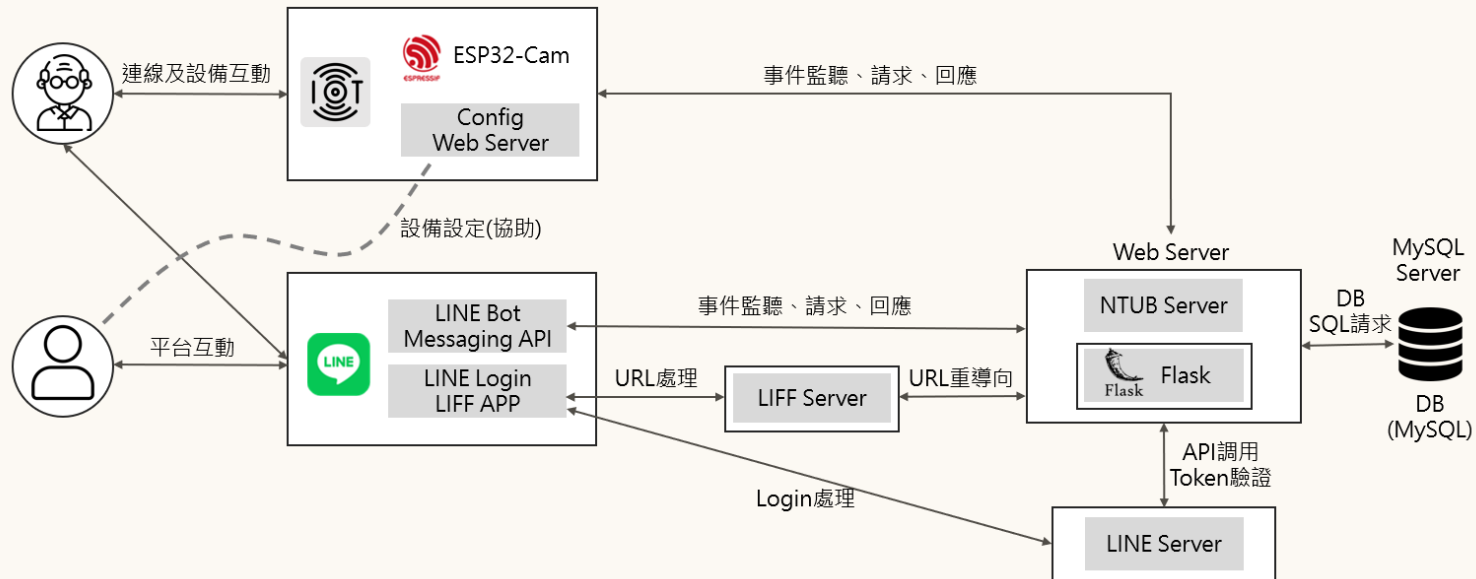 連線及設備互動
IOT
ESPRESSIF
ESP32-Cam
Config
Web Server
事件監聽、請求、回應
設備設定(協助)
平台互動
LINE
LINE Bot
Messaging API
LINE Login
LIFF APP
事件監聽、請求、回應
URL處理
LIFF Server
URL重導向
Login處理
Web Server
NTUB Server
Flask
Flask
DB
SQL請求
MySQL
Server
DB
(MySQL)
API調用
Token驗證
LINE Server